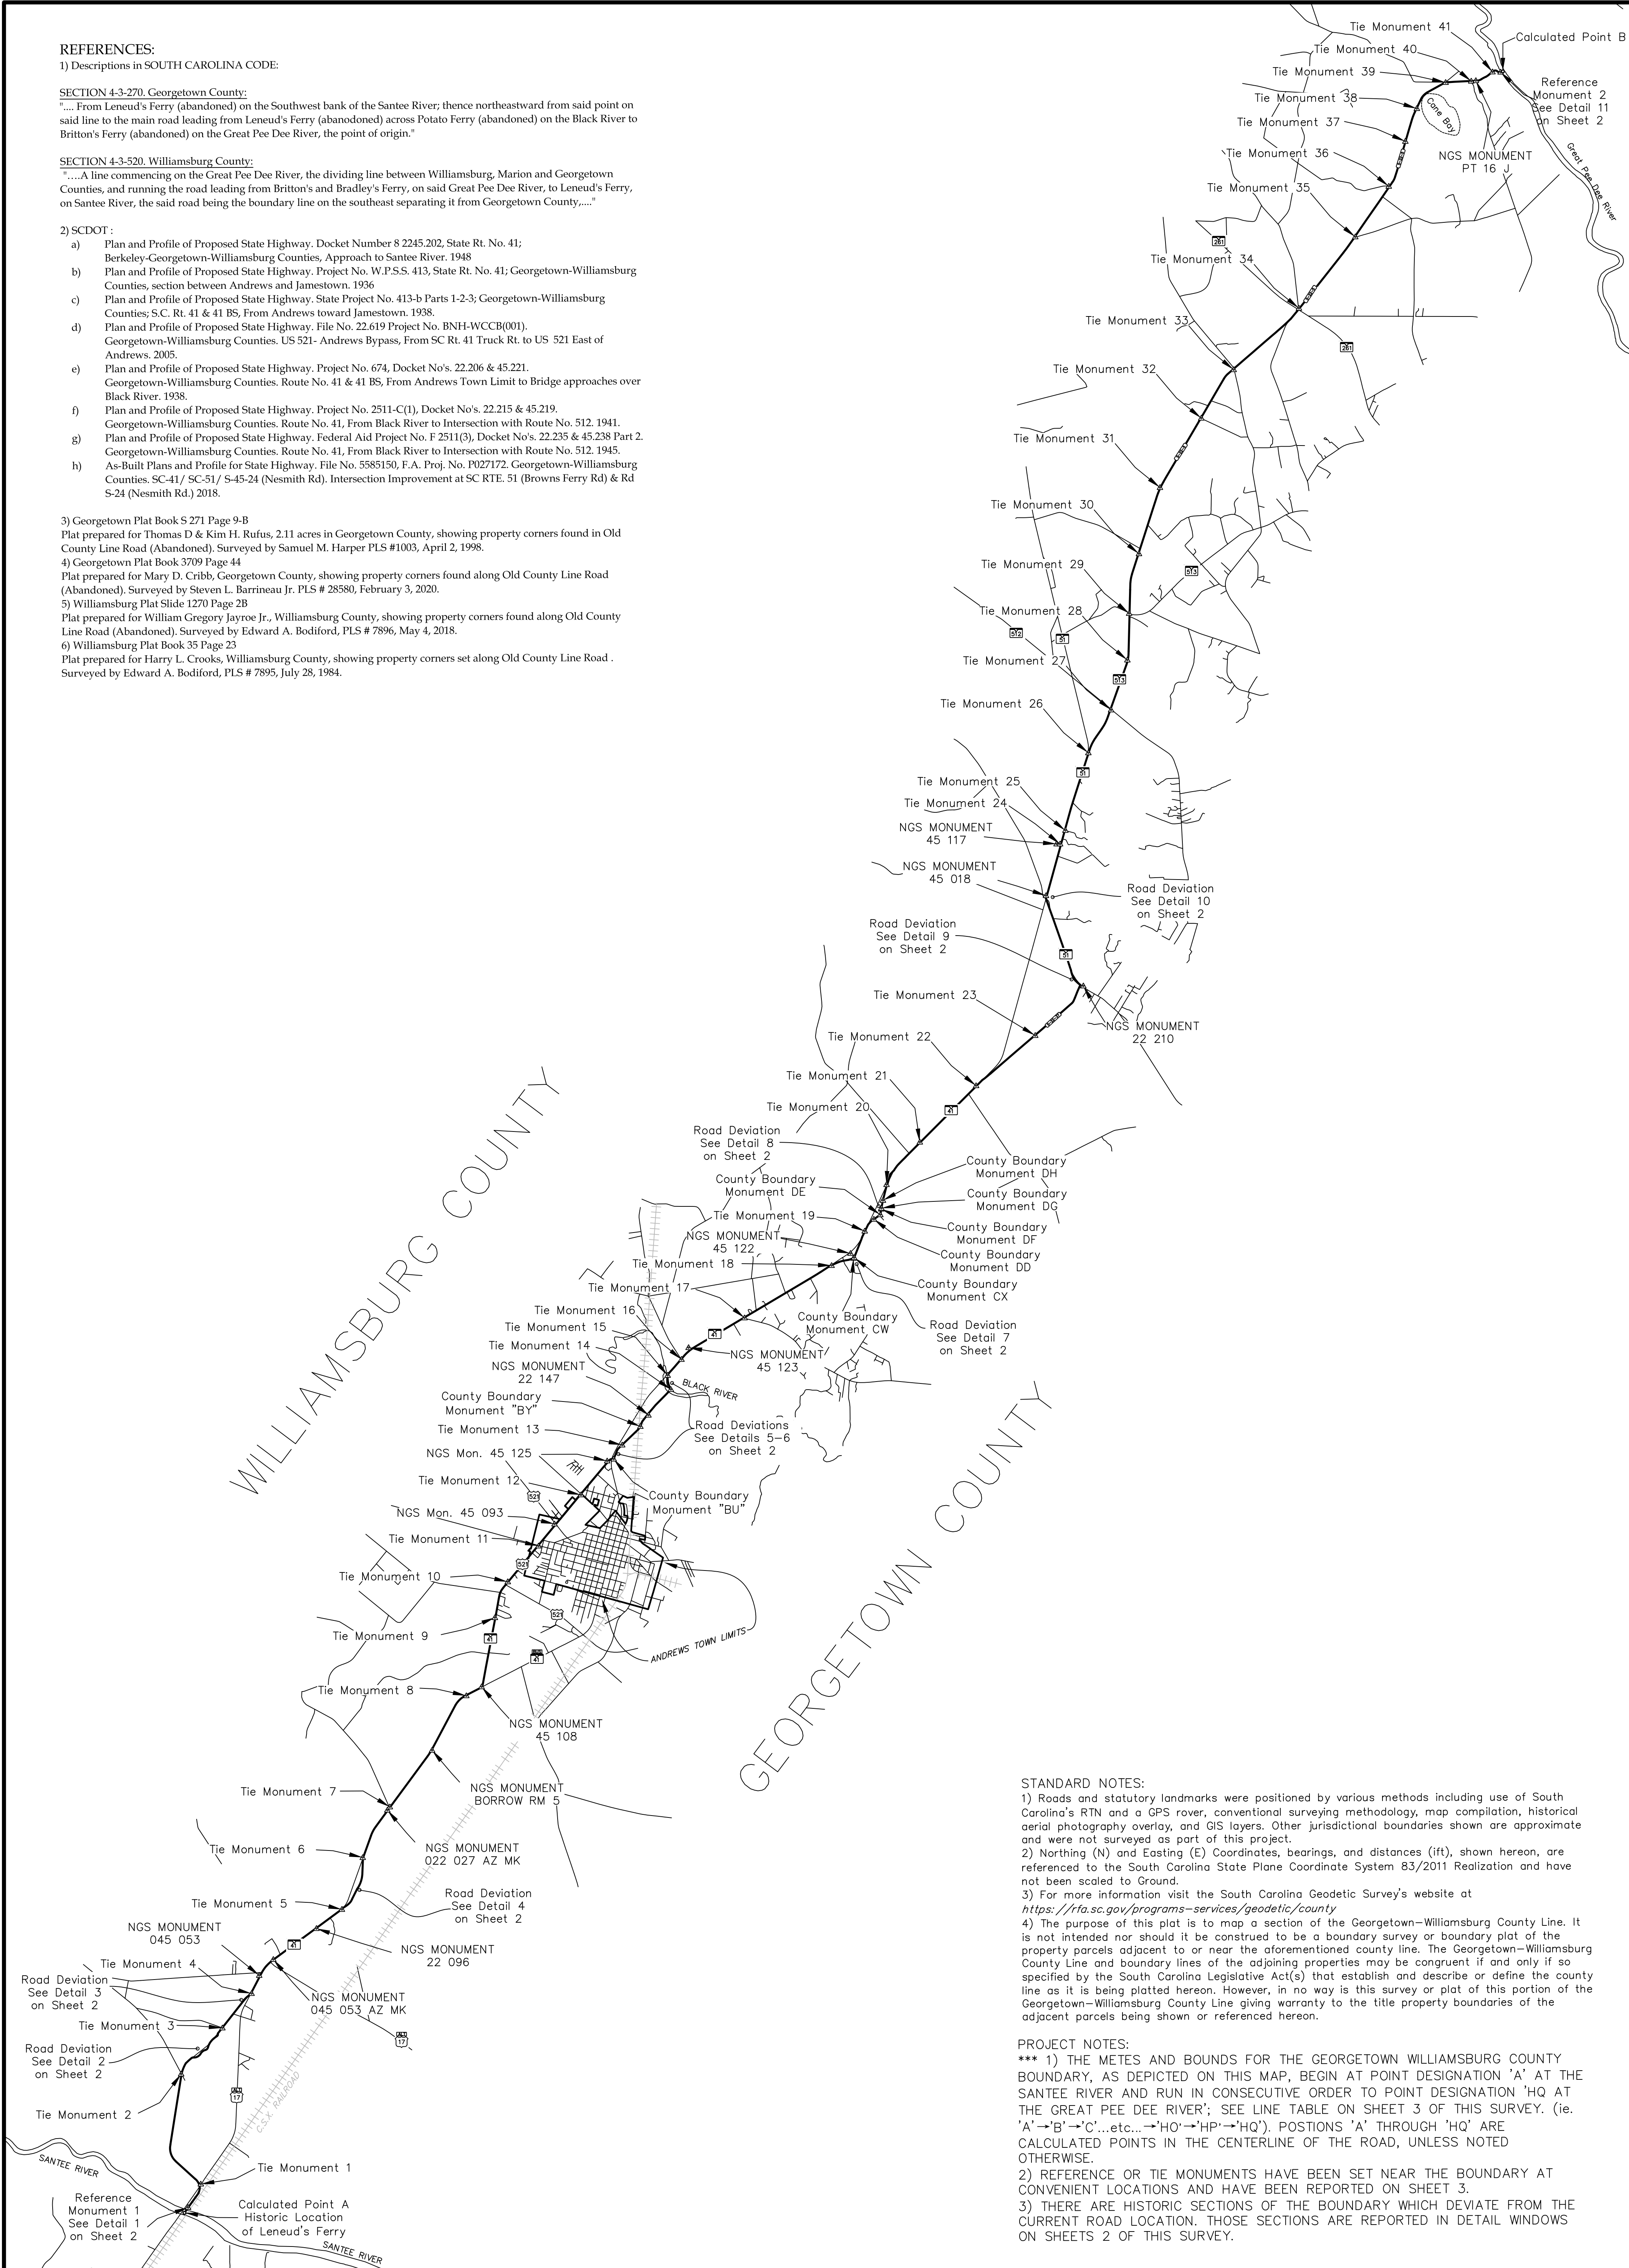 REFERENCES:
1) Descriptions in SOUTH CAROLINA CODE:
SECTION 4-3-270. Georgetown County:
".... From Leneud's Ferry (abandoned) on the Southwest bank of the Santee River; thence northeastward from said point on
said line to the main road leading from Leneud's Ferry (abanodoned) across Potato Ferry (abandoned) on the Black River to
Britton's Ferry (abandoned) on the Great Pee Dee River, the point of origin."
SECTION 4-3-520. Williamsburg County:
"….A line commencing on the Great Pee Dee River, the dividing line between Williamsburg, Marion and Georgetown
Counties, and running the road leading from Britton's and Bradley's Ferry, on said Great Pee Dee River, to Leneud's Ferry,
on Santee River, the said road being the boundary line on the southeast separating it from Georgetown County,...."
2) SCDOT :
a) Plan and Profile of Proposed State Highway. Docket Number 8 2245.202, State Rt. No. 41;
Berkeley-Georgetown-Williamsburg Counties, Approach to Santee River. 1948
b) Plan and Profile of Proposed State Highway. Project No. W.P.S.S. 413, State Rt. No. 41; Georgetown-Williamsburg
Counties, section between Andrews and Jamestown. 1936
c) Plan and Profile of Proposed State Highway. State Project No. 413-b Parts 1-2-3; Georgetown-Williamsburg
Counties; S.C. Rt. 41 & 41 BS, From Andrews toward Jamestown. 1938.
d) Plan and Profile of Proposed State Highway. File No. 22.619 Project No. BNH-WCCB(001).
Georgetown-Williamsburg Counties. US 521- Andrews Bypass, From SC Rt. 41 Truck Rt. to US 521 East of
Andrews. 2005.
e) Plan and Profile of Proposed State Highway. Project No. 674, Docket No's. 22.206 & 45.221.
Georgetown-Williamsburg Counties. Route No. 41 & 41 BS, From Andrews Town Limit to Bridge approaches over
Black River. 1938.
f) Plan and Profile of Proposed State Highway. Project No. 2511-C(1), Docket No's. 22.215 & 45.219.
Georgetown-Williamsburg Counties. Route No. 41, From Black River to Intersection with Route No. 512. 1941.
g) Plan and Profile of Proposed State Highway. Federal Aid Project No. F 2511(3), Docket No's. 22.235 & 45.238 Part 2.
Georgetown-Williamsburg Counties. Route No. 41, From Black River to Intersection with Route No. 512. 1945.
h) As-Built Plans and Profile for State Highway. File No. 5585150, F.A. Proj. No. P027172. Georgetown-Williamsburg
Counties. SC-41/ SC-51/ S-45-24 (Nesmith Rd). Intersection Improvement at SC RTE. 51 (Browns Ferry Rd) & Rd
S-24 (Nesmith Rd.) 2018.
3) Georgetown Plat Book S 271 Page 9-B
Plat prepared for Thomas D & Kim H. Rufus, 2.11 acres in Georgetown County, showing property corners found in Old
County Line Road (Abandoned). Surveyed by Samuel M. Harper PLS #1003, April 2, 1998.
4) Georgetown Plat Book 3709 Page 44
Plat prepared for Mary D. Cribb, Georgetown County, showing property corners found along Old County Line Road
(Abandoned). Surveyed by Steven L. Barrineau Jr. PLS # 28580, February 3, 2020.
5) Williamsburg Plat Slide 1270 Page 2B
Plat prepared for William Gregory Jayroe Jr., Williamsburg County, showing property corners found along Old County
Line Road (Abandoned). Surveyed by Edward A. Bodiford, PLS # 7896, May 4, 2018.
6) Williamsburg Plat Book 35 Page 23
Plat prepared for Harry L. Crooks, Williamsburg County, showing property corners set along Old County Line Road .
Surveyed by Edward A. Bodiford, PLS # 7895, July 28, 1984.
Tie Monument 41
Calculated Point B
Tie Monument 40
Tie Monument 39
Reference
Monument 2
See Detail 11
on Sheet 2
Tie Monument 38
Cane Bay
Tie Monument 37
Great Pee Dee River
Tie Monument 36
NGS MONUMENT
PT 16 J
Tie Monument 35
261
Tie Monument 34
Tie Monument 33
261
Tie Monument 32
Tie Monument 31
Tie Monument 30
Tie Monument 29
513
Tie Monument 28
512
51
Tie Monument 27
513
Tie Monument 26
51
Tie Monument 25
Tie Monument 24
NGS MONUMENT
45 117
NGS MONUMENT
45 018
Road Deviation
See Detail 10
on Sheet 2
Road Deviation
See Detail 9
on Sheet 2
51
Tie Monument 23
NGS MONUMENT
22 210
Tie Monument 22
Tie Monument 21
Tie Monument 20
41
Road Deviation
See Detail 8
on Sheet 2
County Boundary
Monument DH
County Boundary
Monument DE
County Boundary
Monument DG
Tie Monument 19
County Boundary
Monument DF
NGS MONUMENT
45 122
County Boundary
Monument DD
Tie Monument 18
County Boundary
Monument CX
Tie Monument 17
County Boundary
Monument CW
Road Deviation
See Detail 7
on Sheet 2
Tie Monument 16
Tie Monument 15
41
Tie Monument 14
NGS MONUMENT
45 123
NGS MONUMENT
22 147
BLACK RIVER
County Boundary
Monument "BY"
Road Deviations
See Details 5-6
on Sheet 2
Tie Monument 13
NGS Mon. 45 125
Tie Monument 12
521
County Boundary
Monument "BU"
NGS Mon. 45 093
Tie Monument 11
521
Tie Monument 10
521
Tie Monument 9
41
ANDREWS TOWN LIMITS
41
WILLIAMSBURG COUNTY
GEORGETOWN COUNTY
Tie Monument 8
NGS MONUMENT
45 108
Tie Monument 7
NGS MONUMENT
BORROW RM 5
Tie Monument 6
NGS MONUMENT
022 027 AZ MK
Tie Monument 5
Road Deviation
See Detail 4
on Sheet 2
NGS MONUMENT
045 053
41
NGS MONUMENT
22 096
Tie Monument 4
Road Deviation
See Detail 3
on Sheet 2
NGS MONUMENT
045 053 AZ MK
Tie Monument 3
ALT
17
Road Deviation
See Detail 2
on Sheet 2
ALT
17
Tie Monument 2
C.S.X. RAILROAD
SANTEE RIVER
Tie Monument 1
Reference
Monument 1
See Detail 1
on Sheet 2
Calculated Point A
Historic Location
of Leneud's Ferry
SANTEE RIVER
STANDARD NOTES:
1) Roads and statutory landmarks were positioned by various methods including use of South
Carolina's RTN and a GPS rover, conventional surveying methodology, map compilation, historical
aerial photography overlay, and GIS layers. Other jurisdictional boundaries shown are approximate
and were not surveyed as part of this project.
2) Northing (N) and Easting (E) Coordinates, bearings, and distances (ift), shown hereon, are
referenced to the South Carolina State Plane Coordinate System 83/2011 Realization and have
not been scaled to Ground.
3) For more information visit the South Carolina Geodetic Survey's website at
https://rfa.sc.gov/programs-services/geodetic/county
4) The purpose of this plat is to map a section of the Georgetown-Williamsburg County Line. It
is not intended nor should it be construed to be a boundary survey or boundary plat of the
property parcels adjacent to or near the aforementioned county line. The Georgetown-Williamsburg
County Line and boundary lines of the adjoining properties may be congruent if and only if so
specified by the South Carolina Legislative Act(s) that establish and describe or define the county
line as it is being platted hereon. However, in no way is this survey or plat of this portion of the
Georgetown-Williamsburg County Line giving warranty to the title property boundaries of the
adjacent parcels being shown or referenced hereon.
PROJECT NOTES:
*** 1) THE METES AND BOUNDS FOR THE GEORGETOWN WILLIAMSBURG COUNTY
BOUNDARY, AS DEPICTED ON THIS MAP, BEGIN AT POINT DESIGNATION 'A' AT THE
SANTEE RIVER AND RUN IN CONSECUTIVE ORDER TO POINT DESIGNATION 'HQ AT
THE GREAT PEE DEE RIVER'; SEE LINE TABLE ON SHEET 3 OF THIS SURVEY. (ie.
'A'→'B'→'C'...etc...→'HO'→'HP'→'HQ'). POSTIONS 'A' THROUGH 'HQ' ARE
CALCULATED POINTS IN THE CENTERLINE OF THE ROAD, UNLESS NOTED
OTHERWISE.
2) REFERENCE OR TIE MONUMENTS HAVE BEEN SET NEAR THE BOUNDARY AT
CONVENIENT LOCATIONS AND HAVE BEEN REPORTED ON SHEET 3.
3) THERE ARE HISTORIC SECTIONS OF THE BOUNDARY WHICH DEVIATE FROM THE
CURRENT ROAD LOCATION. THOSE SECTIONS ARE REPORTED IN DETAIL WINDOWS
ON SHEETS 2 OF THIS SURVEY.